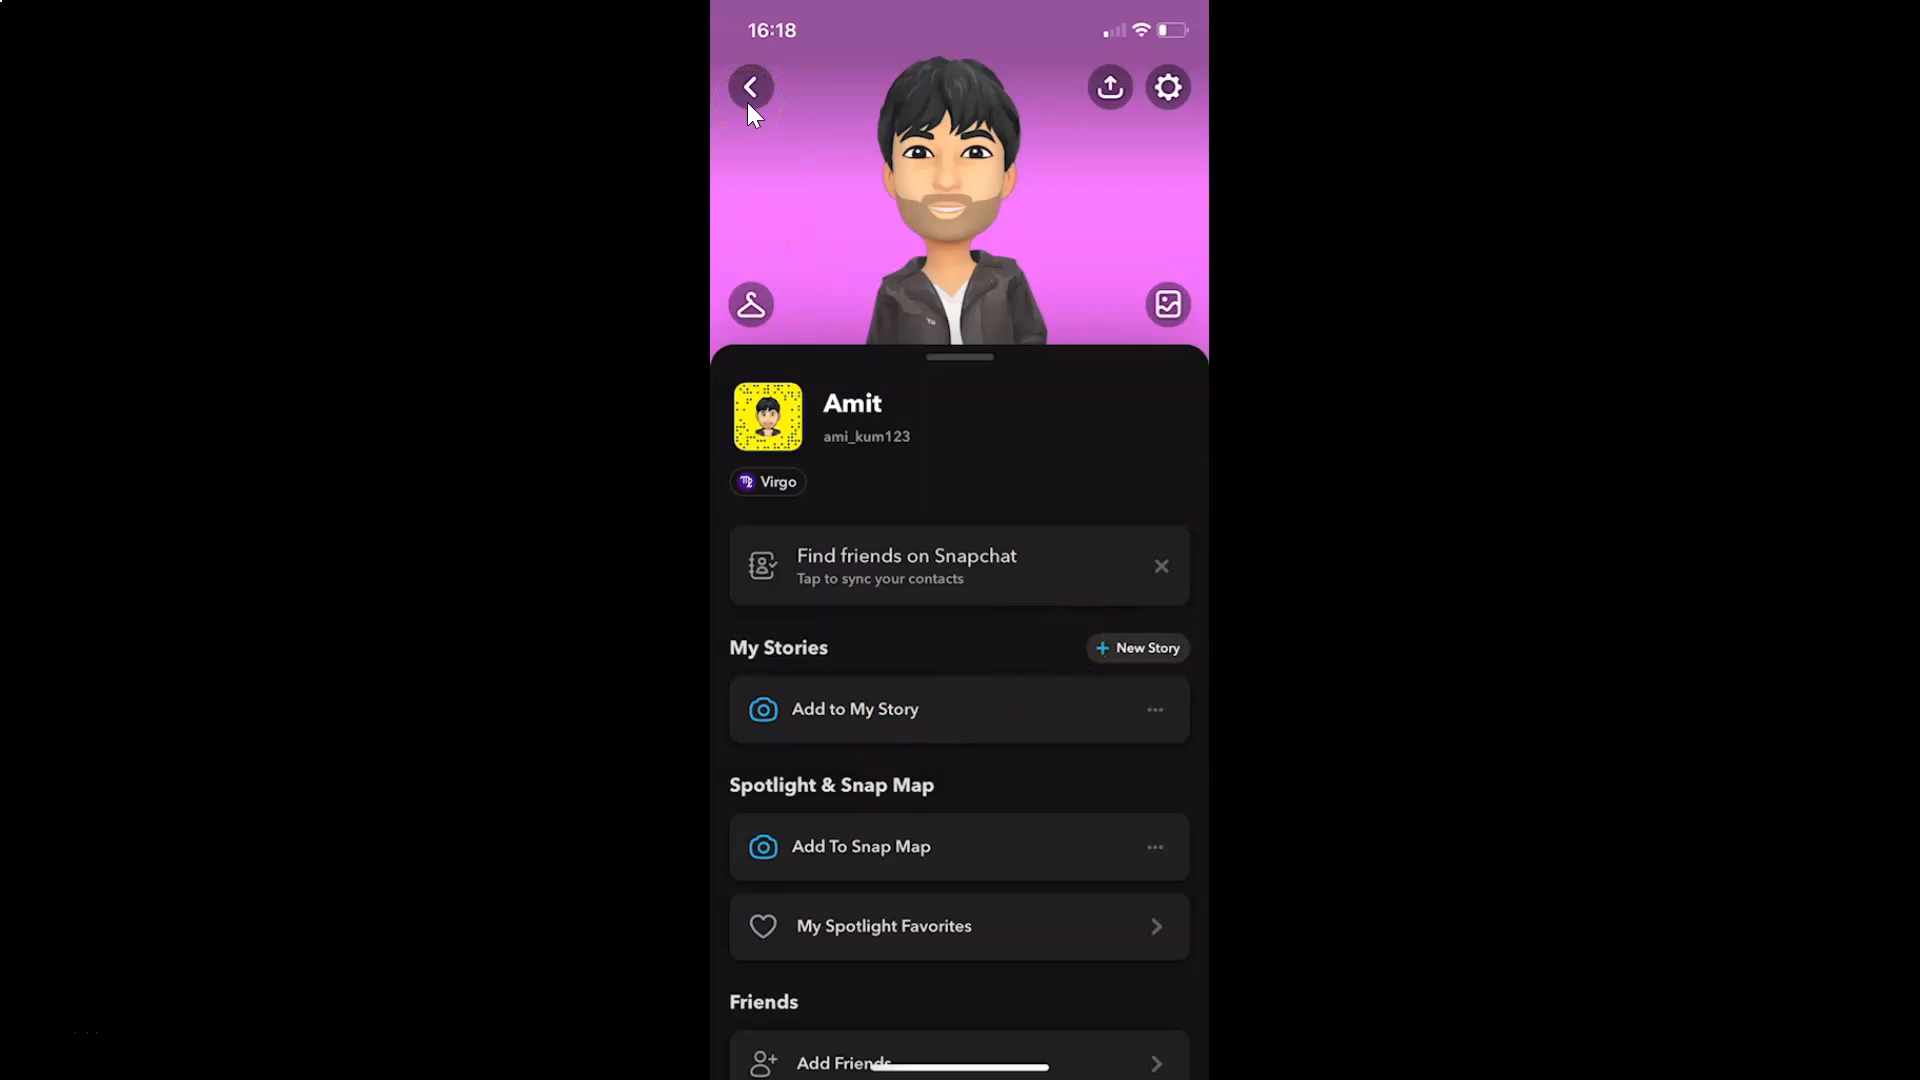 16:18
Amit
ami_kum123
Virgo
Find friends on Snapchat
Tap to sync your contacts
My Stories
+ New Story
Add to My Story
Spotlight & Snap Map
Add To Snap Map
My Spotlight Favorites
Friends
Add Friends